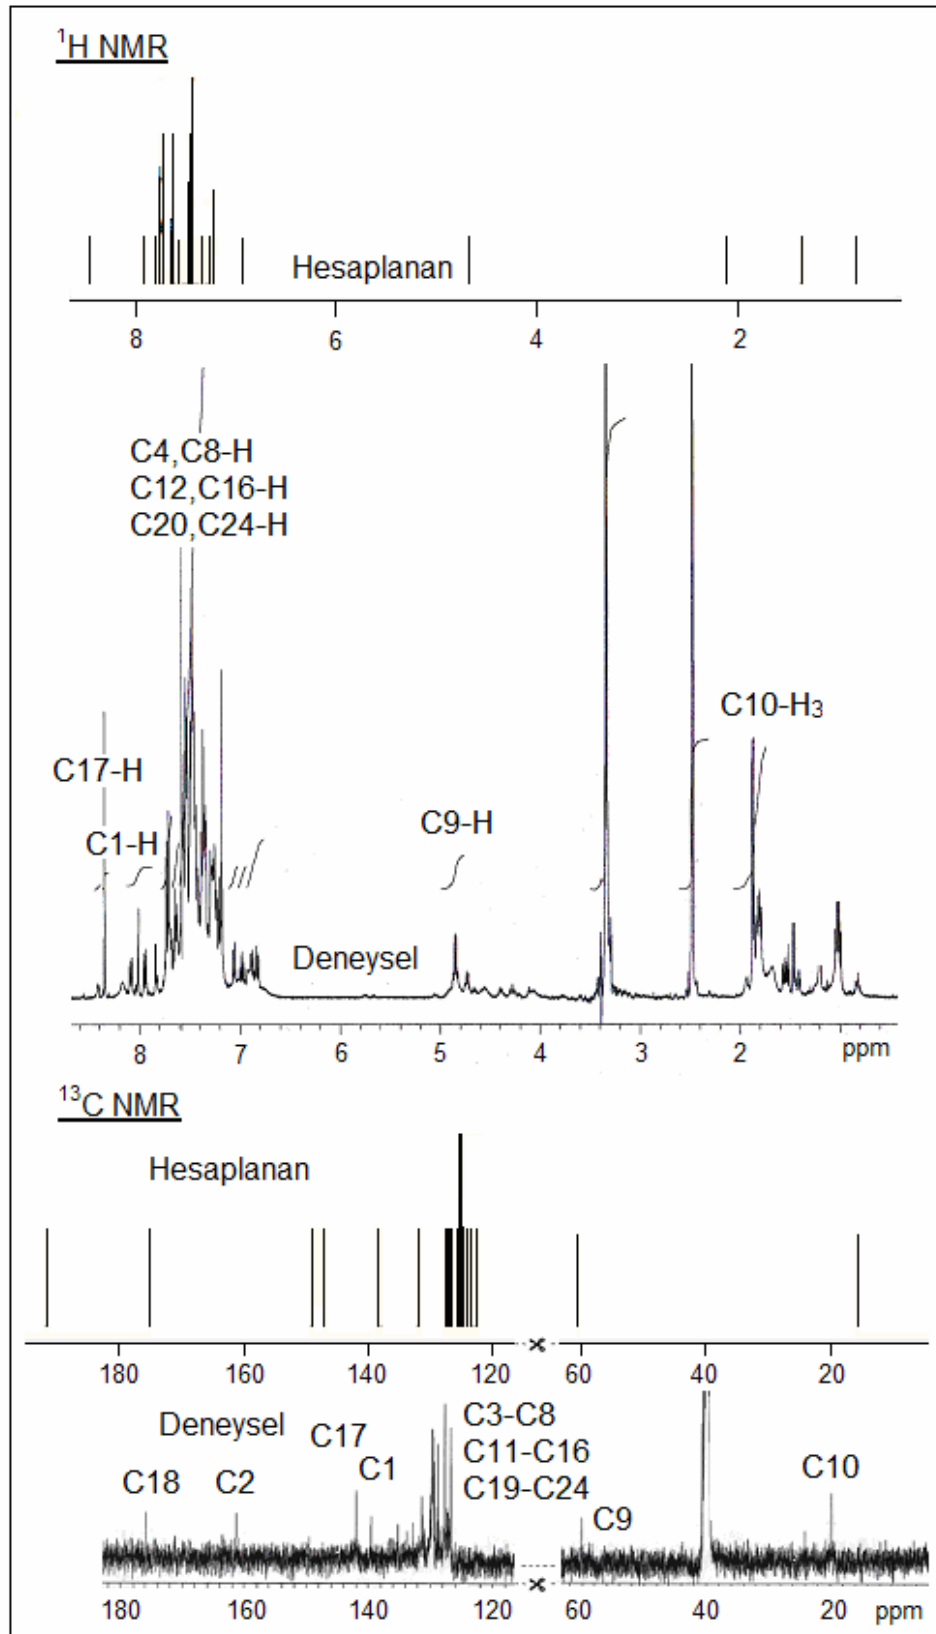 ¹H NMR
Hesaplanan
8 6 4 2
C4,C8-H
C12,C16-H
C20,C24-H
C17-H
C1-H
C9-H
C10-H₃
Deneysel
8 7 6 5 4 3 2 ppm
¹³C NMR
Hesaplanan
180 160 140 120 60 40 20
Deneysel
C18
C2
C17
C1
C3-C8
C11-C16
C19-C24
C9
C10
180 160 140 120 60 40 20 ppm